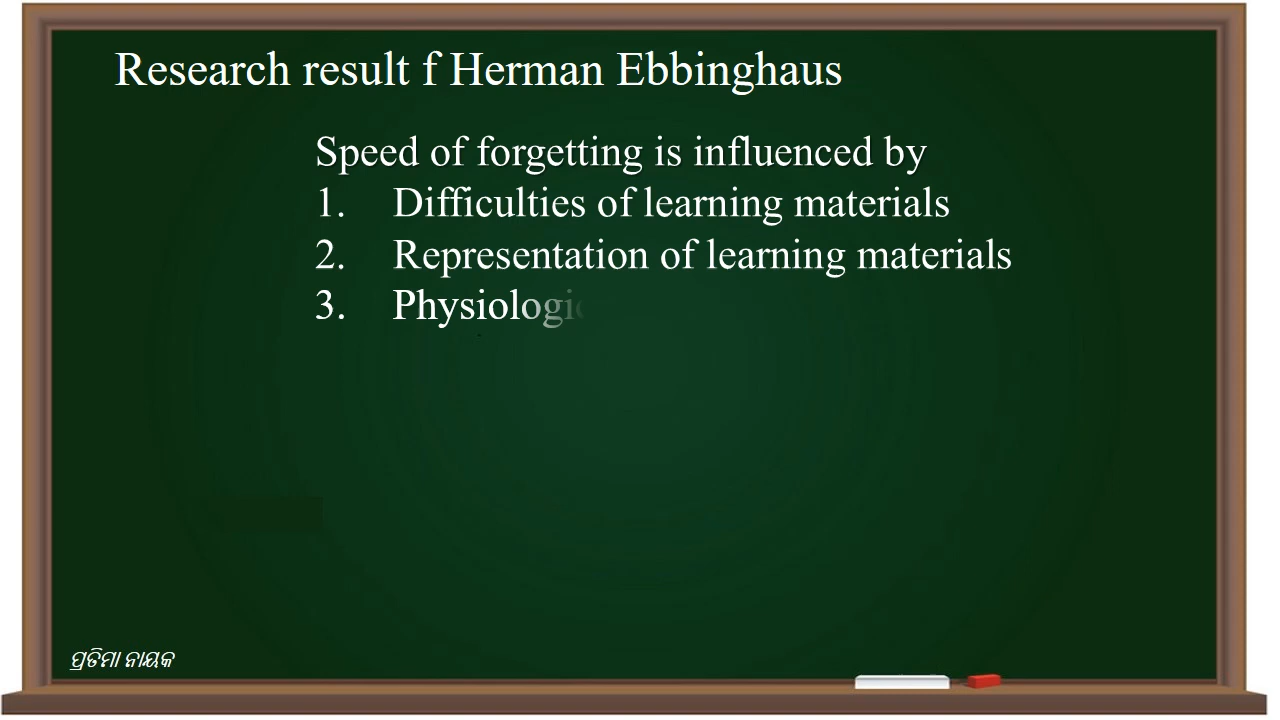 Research result f Herman Ebbinghaus
Speed of forgetting is influenced by
1. Difficulties of learning materials
2. Representation of learning materials
3. Physiologic
ପ୍ରତିମା ନାୟକ